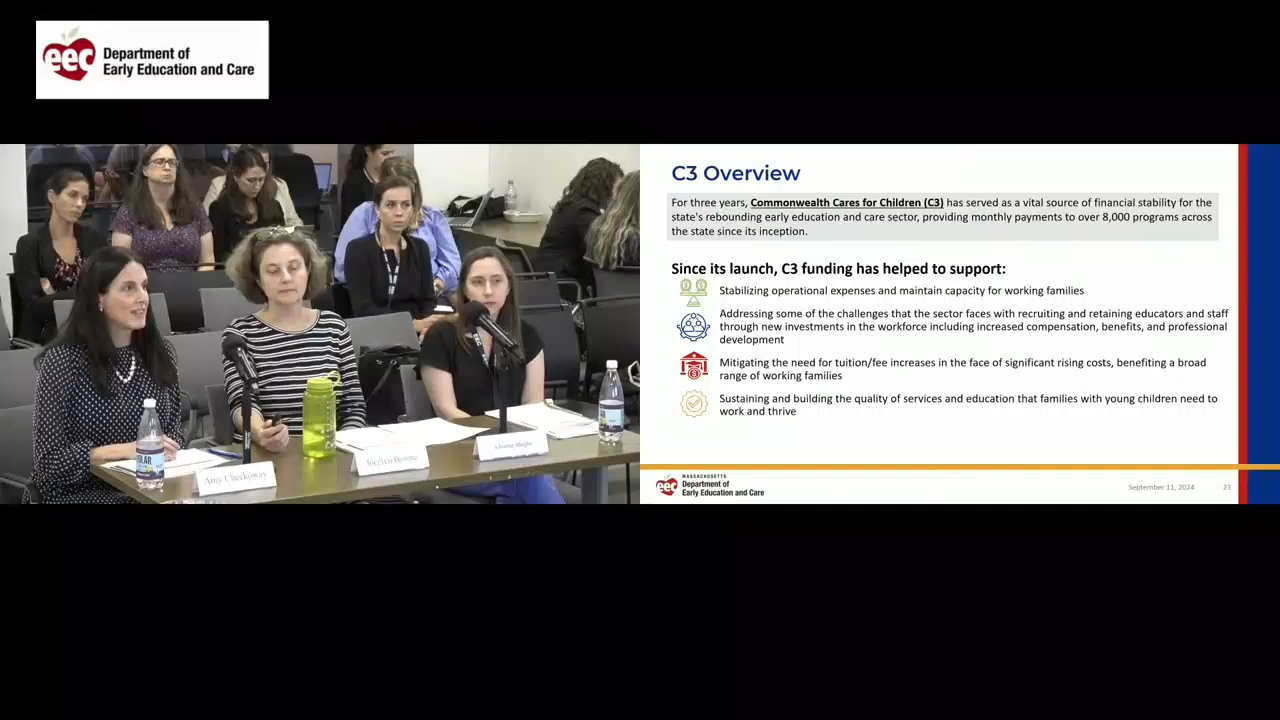 eec
Department of
Early Education and Care
C3 Overview
For three years, Commonwealth Cares for Children (C3) has served as a vital source of financial stability for the
state's rebounding early education and care sector, providing monthly payments to over 8,000 programs across
the state since its inception.
Since its launch, C3 funding has helped to support:
Stabilizing operational expenses and maintain capacity for working families
Addressing some of the challenges that the sector faces with recruiting and retaining educators and staff
through new investments in the workforce including increased compensation, benefits, and professional
development
Mitigating the need for tuition/fee increases in the face of significant rising costs, benefiting a broad
range of working families
Sustaining and building the quality of services and education that families with young children need to
work and thrive
Amy Checkoway
Jocelyn
eec
MASSACHUSETTS
Department of
Early Education and Care
September 11, 2024
23